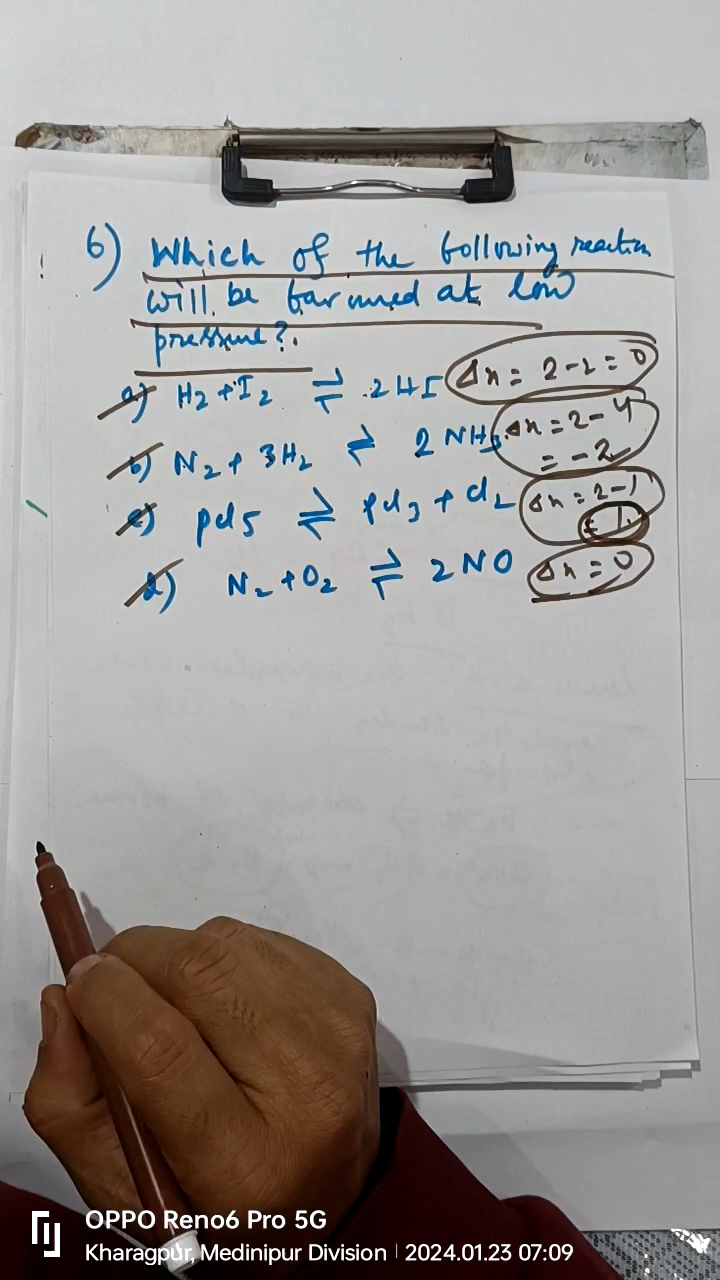 6) Which of the following reaction
will be favoured at low
pressure?.
a) H2 + I2 ⇌ 2HI Δn = 2-2=0
b) N2 + 3H2 ⇌ 2NH3 Δn = 2-4
= -2
c) pcl5 ⇌ pcl3 + cl2 Δn = 2-1
= 1.
d) N2 + O2 ⇌ 2NO Δn = 0
OPPO Reno6 Pro 5G
Kharagpur, Medinipur Division | 2024.01.23 07:09